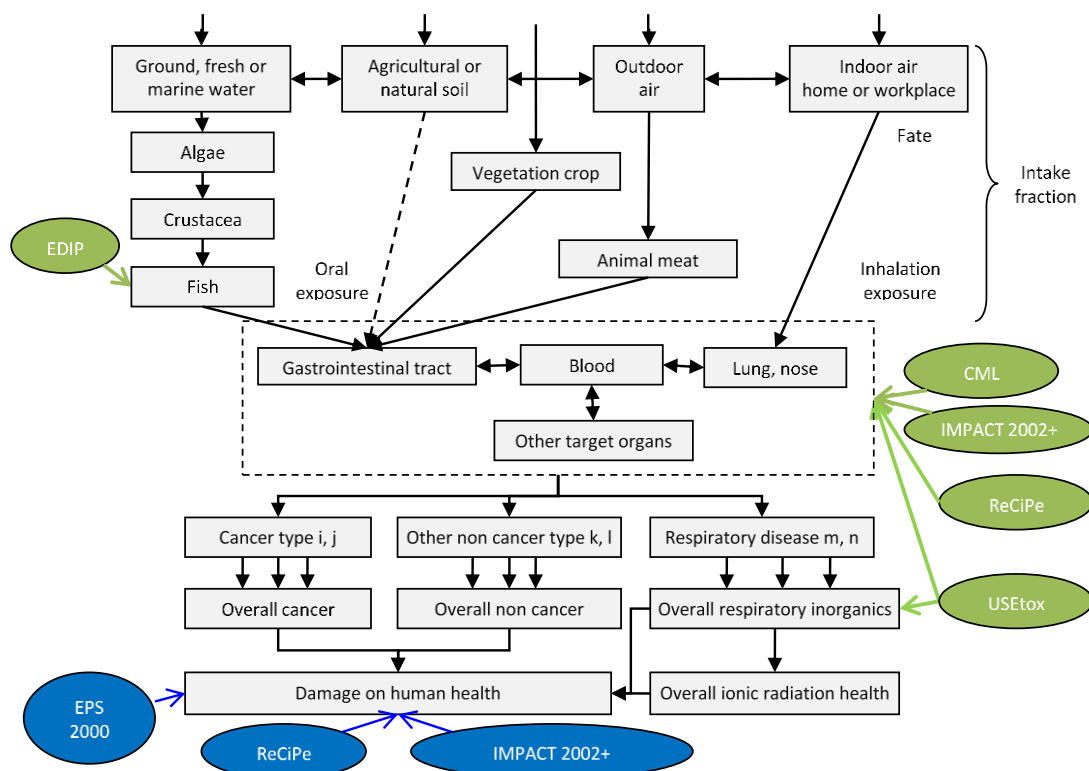 Ground, fresh or
marine water
Agricultural or
natural soil
Outdoor
air
Indoor air
home or workplace
Algae
Vegetation crop
Fate
Intake
fraction
Crustacea
EDIP
Fish
Oral
exposure
Animal meat
Inhalation
exposure
Gastrointestinal tract
Blood
Lung, nose
CML
IMPACT 2002+
Other target organs
ReCiPe
Cancer type i, j
Other non cancer type k, l
Respiratory disease m, n
Overall cancer
Overall non cancer
Overall respiratory inorganics
USEtox
Damage on human health
Overall ionic radiation health
EPS
2000
ReCiPe
IMPACT 2002+